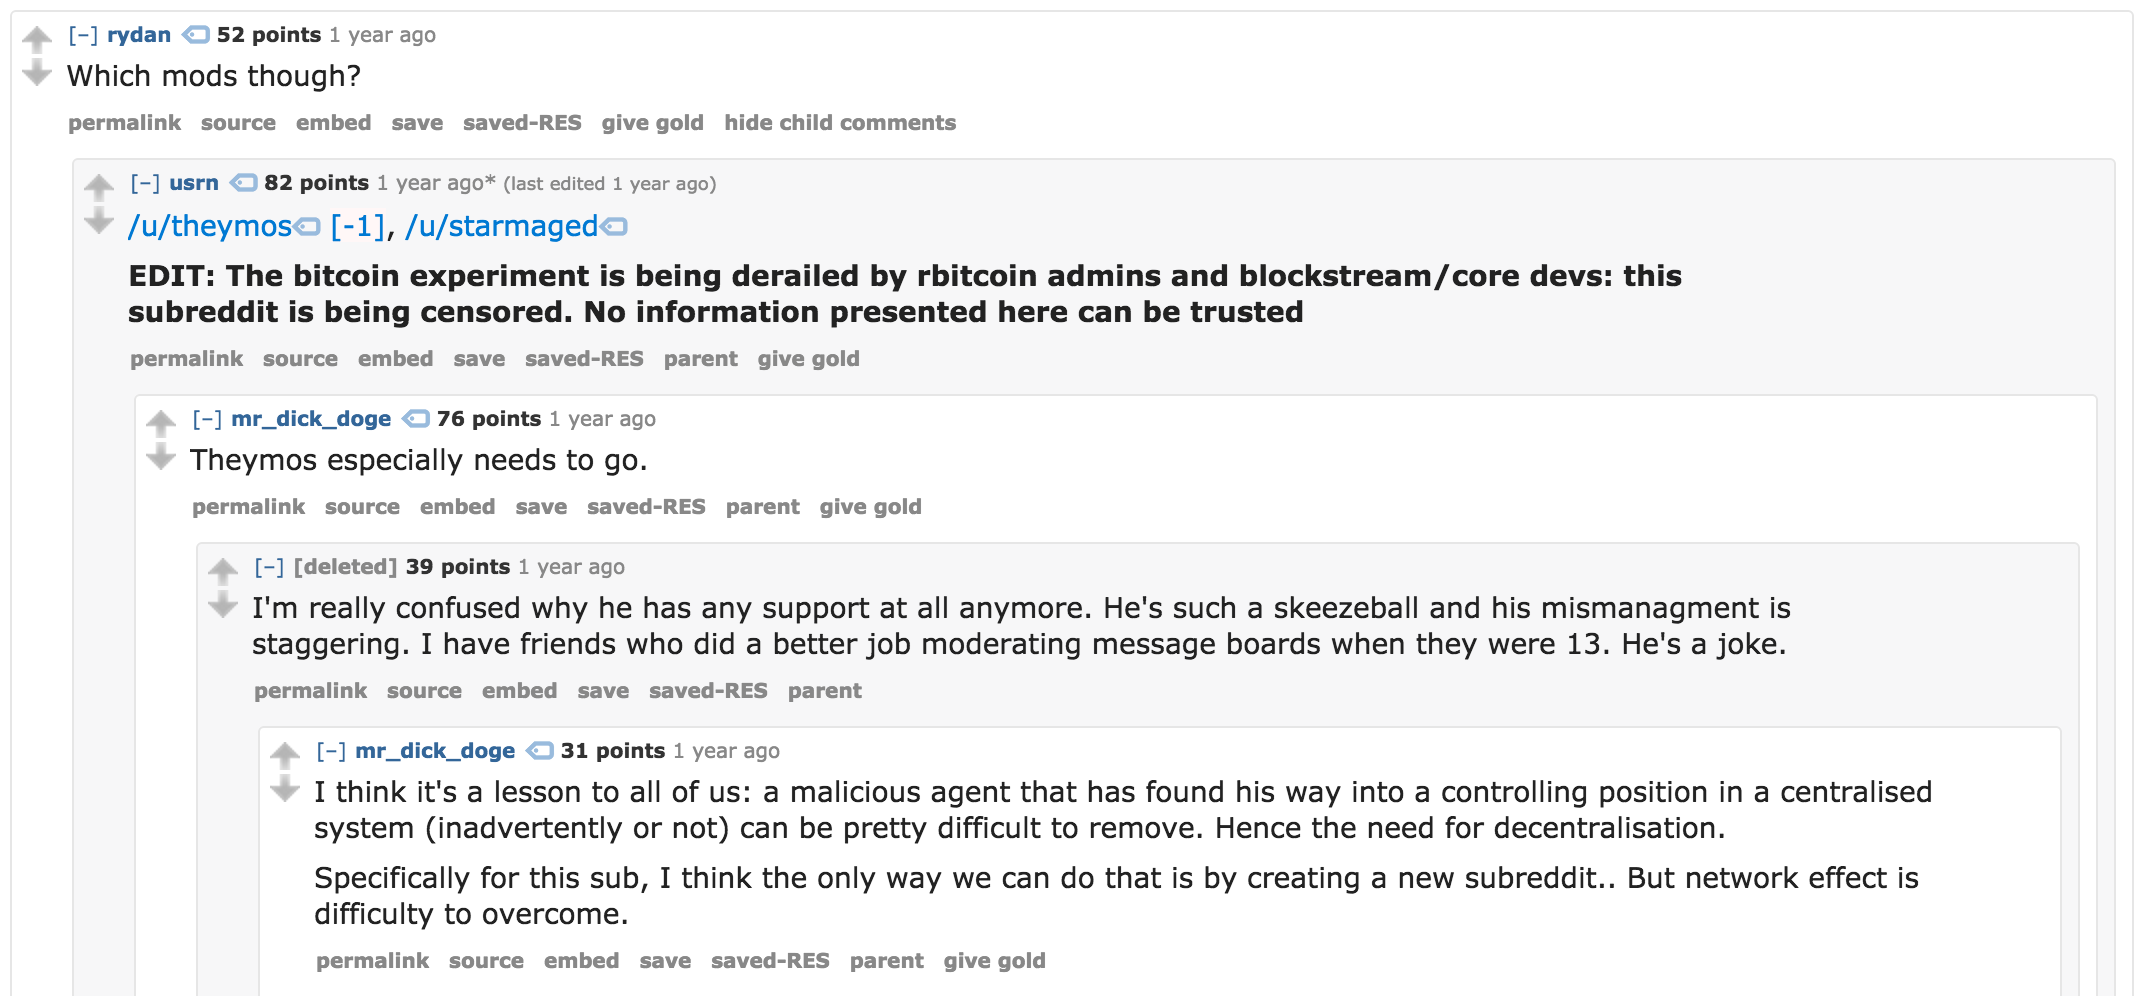 [–] rydan 52 points 1 year ago
Which mods though?
permalink source embed save saved-RES give gold hide child comments
[–] usrn 82 points 1 year ago* (last edited 1 year ago)
/u/theymos [-1], /u/starmaged
EDIT: The bitcoin experiment is being derailed by rbitcoin admins and blockstream/core devs: this
subreddit is being censored. No information presented here can be trusted
permalink source embed save saved-RES parent give gold
[–] mr_dick_doge 76 points 1 year ago
Theymos especially needs to go.
permalink source embed save saved-RES parent give gold
[–] [deleted] 39 points 1 year ago
I'm really confused why he has any support at all anymore. He's such a skeezeball and his mismanagment is
staggering. I have friends who did a better job moderating message boards when they were 13. He's a joke.
permalink source embed save saved-RES parent
[–] mr_dick_doge 31 points 1 year ago
I think it's a lesson to all of us: a malicious agent that has found his way into a controlling position in a centralised
system (inadvertently or not) can be pretty difficult to remove. Hence the need for decentralisation.
Specifically for this sub, I think the only way we can do that is by creating a new subreddit.. But network effect is
difficulty to overcome.
permalink source embed save saved-RES parent give gold